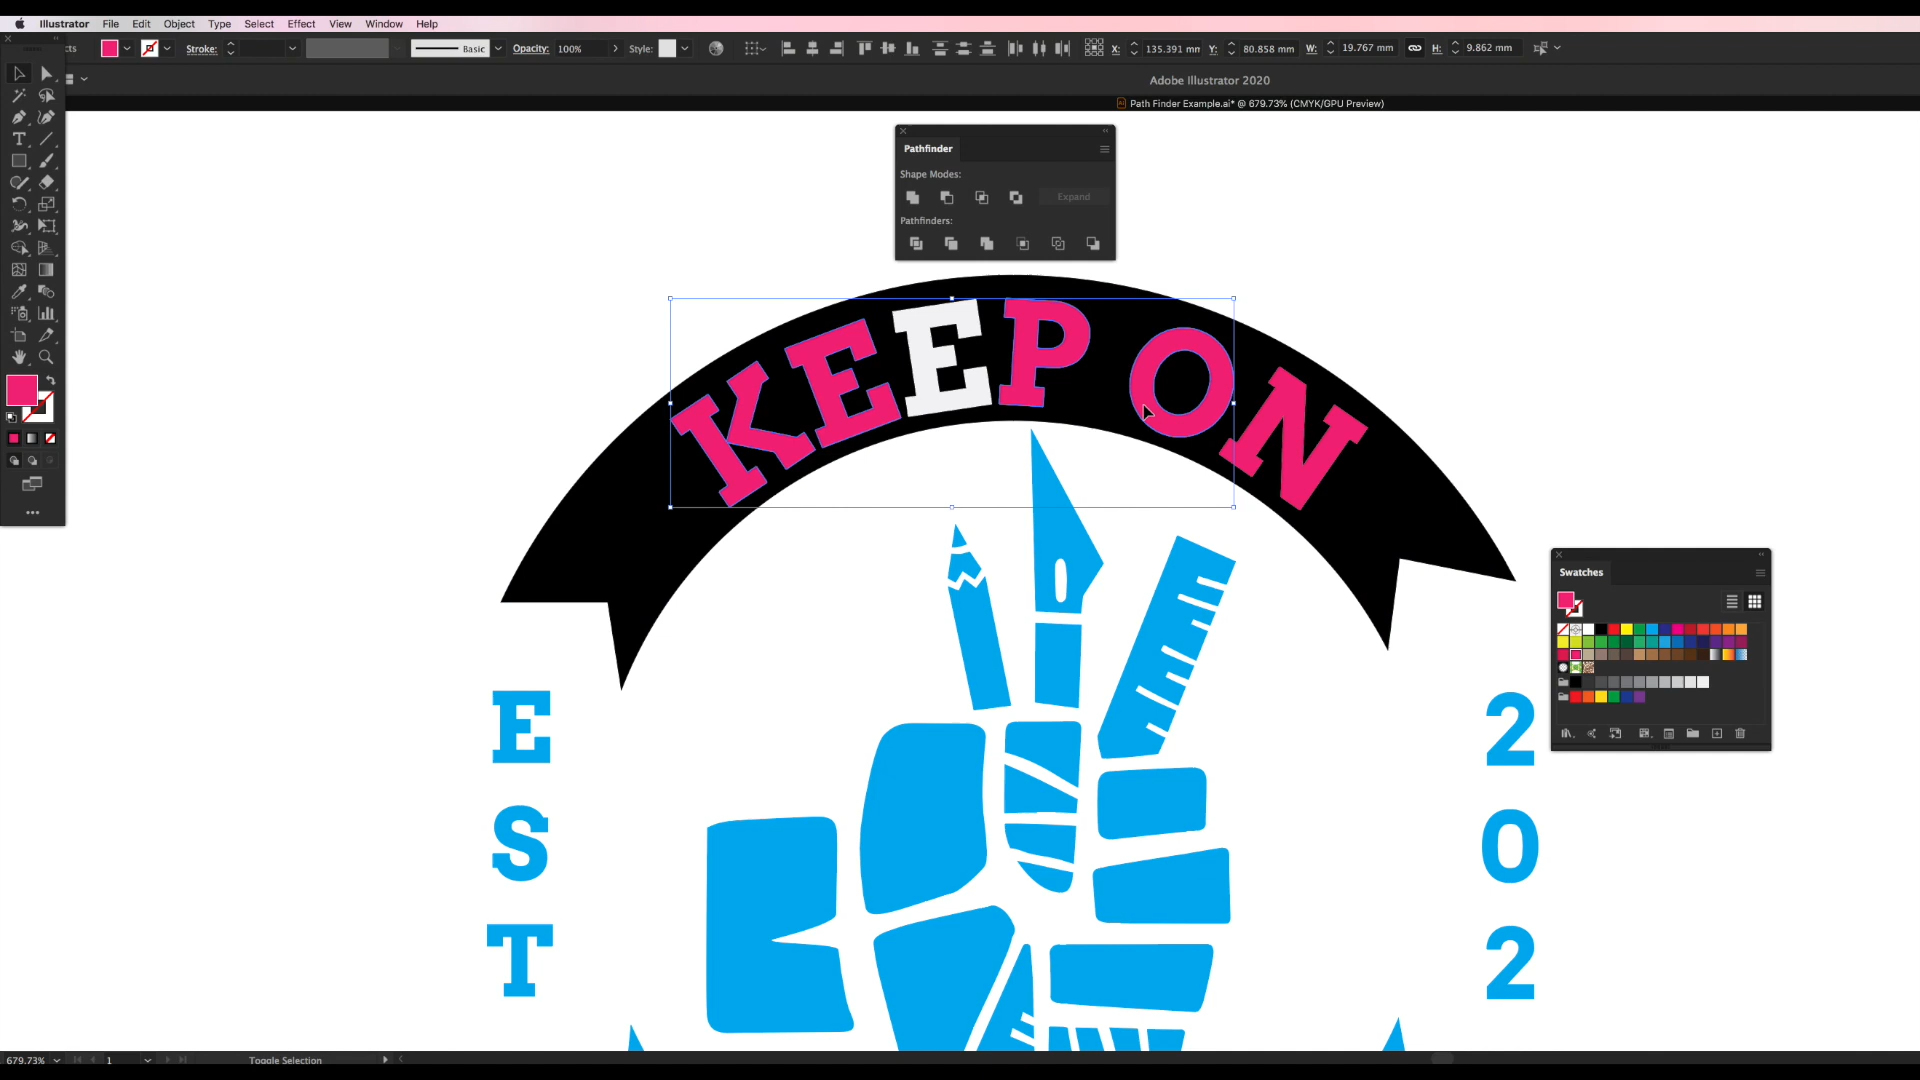 Illustrator File Edit Object Type Select Effect View Window Help
Stroke: Basic Opacity: 100% Style: X: 135.391 mm Y: 80.858 mm W: 19.767 mm H: 9.862 mm
Adobe Illustrator 2020
Path Finder Example.ai* @ 679.73% (CMYK/GPU Preview)
Pathfinder
Shape Modes:
Expand
Pathfinders:
KEEP ON
Swatches
E
S
T
2
0
2
679.73% 1 Toggle Selection